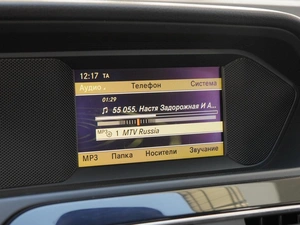 12:17 TA
Аудио Телефон Система
01:29
55 055. Настя Задорожная И А...
MP3 1 MTV Russia
MP3 Папка Носители Звучание